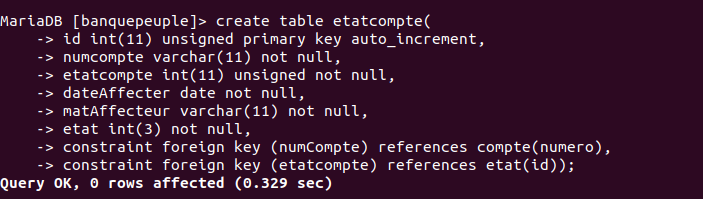 MariaDB [banquepeuple]> create table etatcompte(
    -> id int(11) unsigned primary key auto_increment,
    -> numcompte varchar(11) not null,
    -> etatcompte int(11) unsigned not null,
    -> dateAffecter date not null,
    -> matAffecteur varchar(11) not null,
    -> etat int(3) not null,
    -> constraint foreign key (numCompte) references compte(numero),
    -> constraint foreign key (etatcompte) references etat(id));
Query OK, 0 rows affected (0.329 sec)